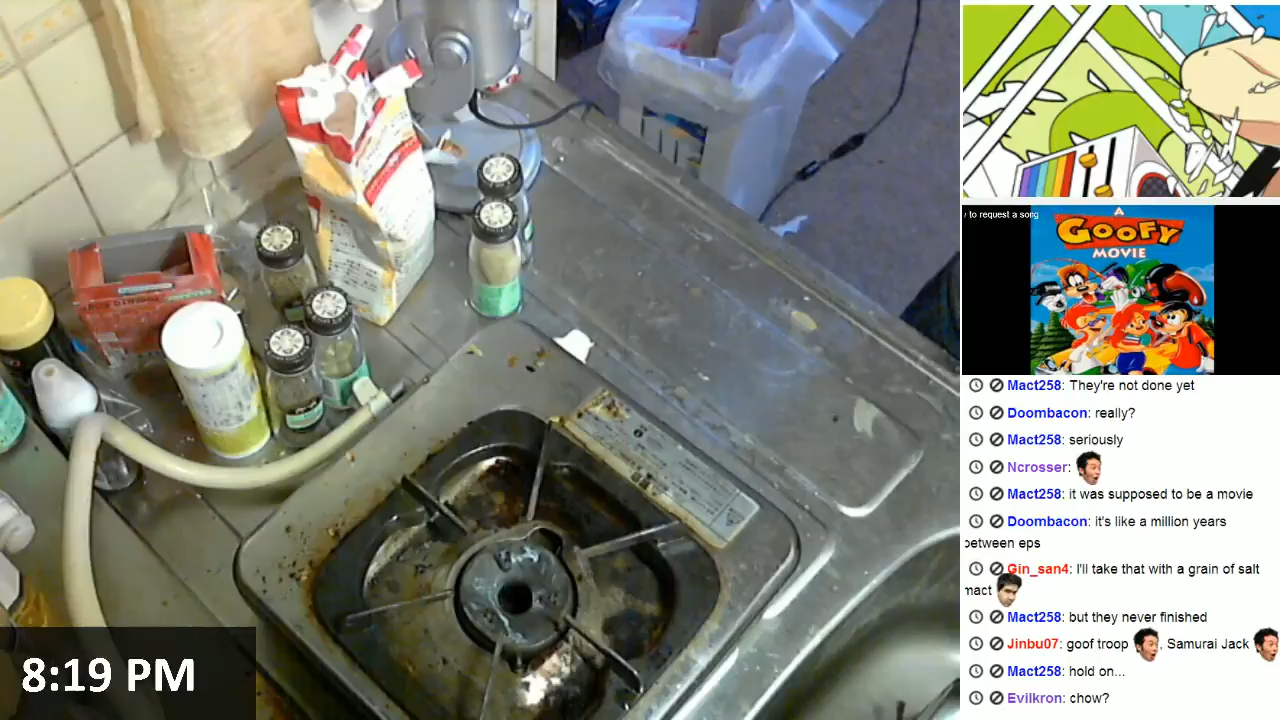 y to request a song
A
GOOFY
MOVIE
Mact258: They're not done yet
Doombacon: really?
Mact258: seriously
Ncrosser:
Mact258: it was supposed to be a movie
Doombacon: it's like a million years
between eps
Gin_san4: I'll take that with a grain of salt
mact
Mact258: but they never finished
Jinbu07: goof troop , Samurai Jack
Mact258: hold on...
Evilkron: chow?
8:19 PM